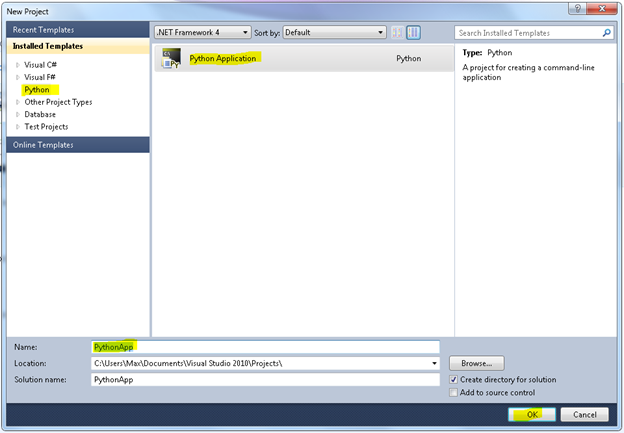 New Project
Recent Templates
Installed Templates
Visual C#
Visual F#
Python
Other Project Types
Database
Test Projects
Online Templates
.NET Framework 4
Sort by: Default
Python Application
Python
Search Installed Templates
Type: Python
A project for creating a command-line
application
Name: PythonApp
Location: C:\Users\Max\Documents\Visual Studio 2010\Projects\
Browse...
Solution name: PythonApp
Create directory for solution
Add to source control
OK
Cancel